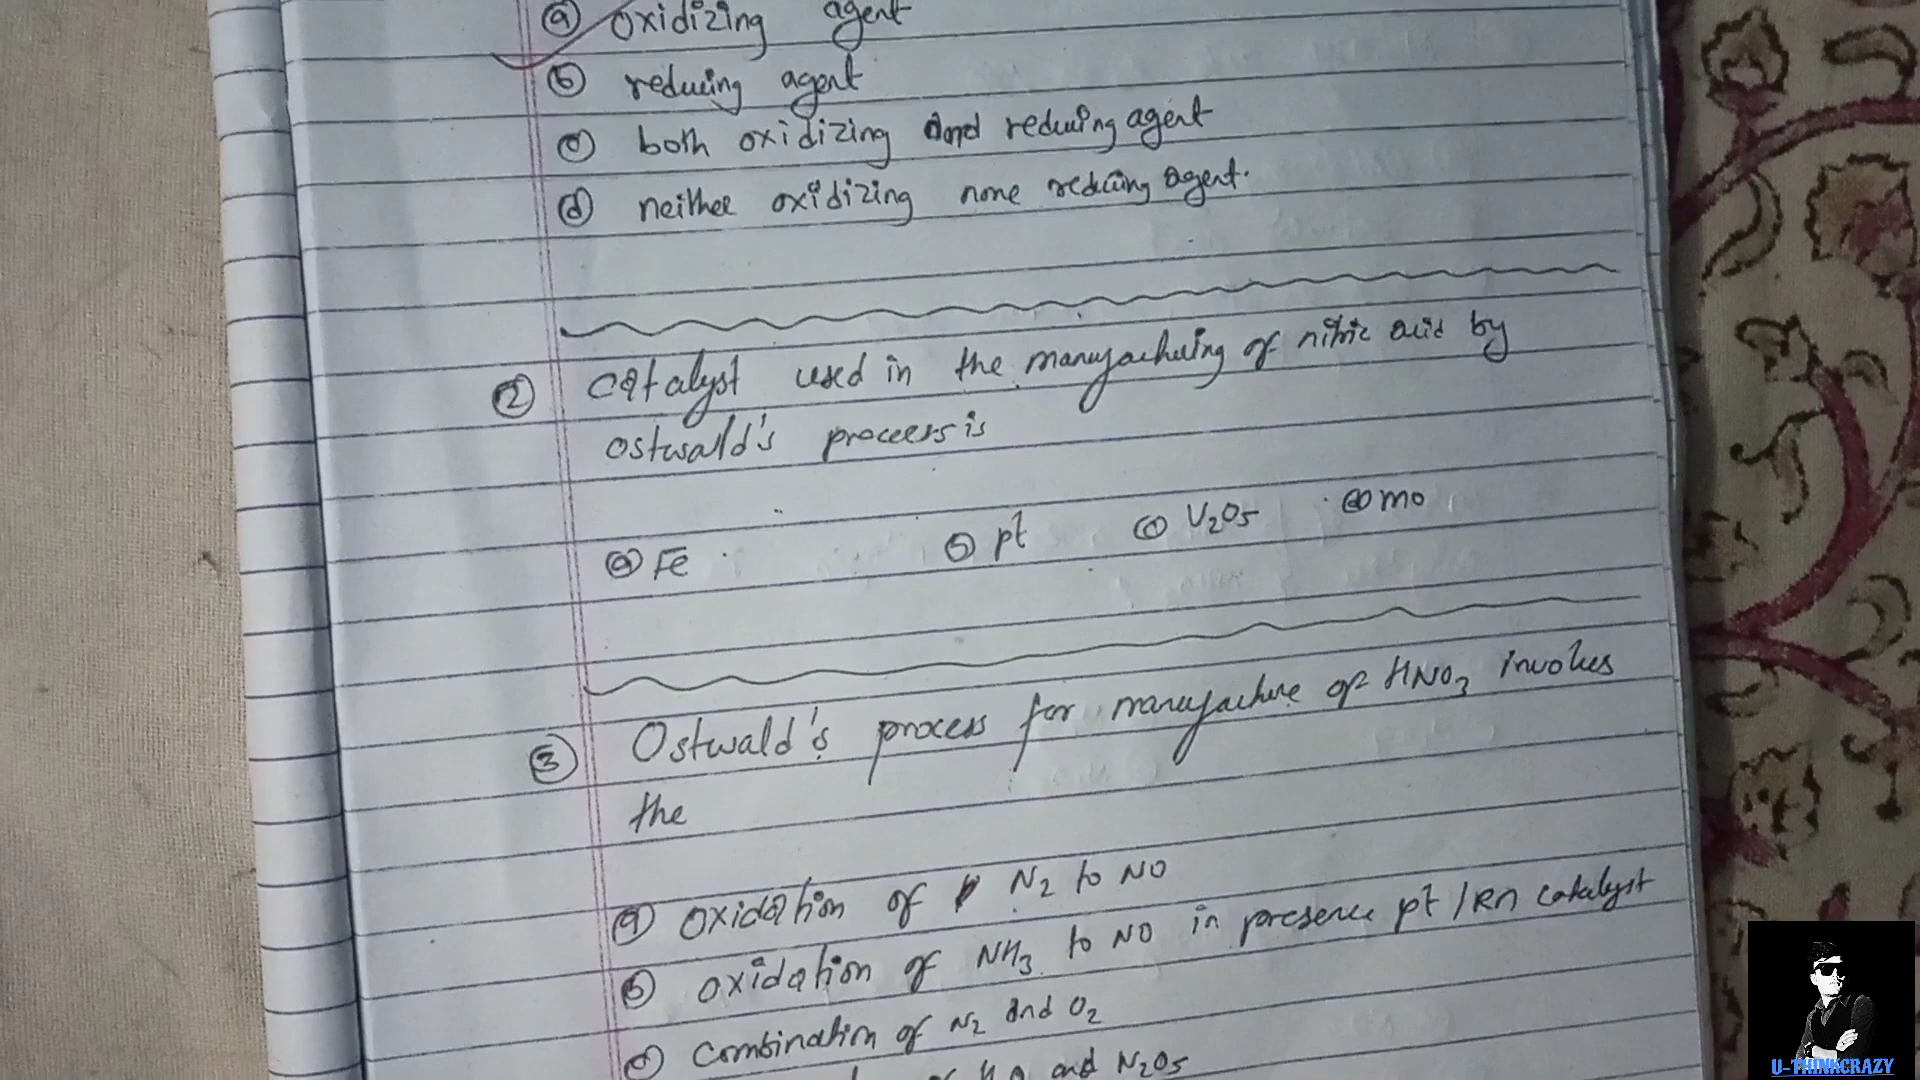 ⓐ oxidizing agent
ⓑ reducing agent
ⓒ both oxidizing and reducing agent
ⓓ neither oxidizing none reducing agent.
② Catalyst used in the manufacturing of nitric acid by
ostwald's process is
ⓐ Fe ⓑ pt ⓒ V₂O₅ ⓓ mo
③ Ostwald's process for manufacture of HNO₃ involves
the
ⓐ oxidation of N₂ to NO
ⓑ oxidation of NH₃ to NO in presence pt / Rh catalyst
ⓒ Combination of N₂ and O₂
and N₂O₅
U-THINKCRAZY